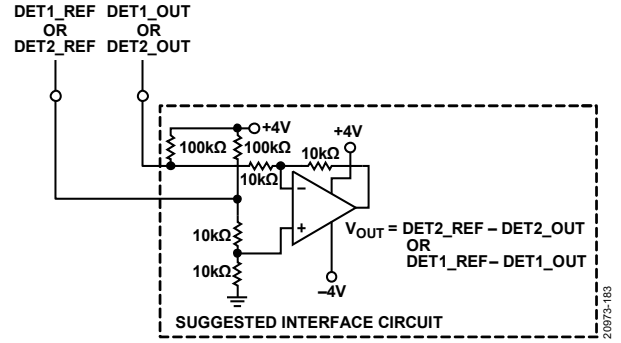 DET1_REF DET1_OUT
OR OR
DET2_REF DET2_OUT
+4V
+4V
100kΩ
100kΩ
10kΩ
10kΩ
–
+
10kΩ
10kΩ
VOUT = DET2_REF – DET2_OUT
OR
DET1_REF– DET1_OUT
–4V
SUGGESTED INTERFACE CIRCUIT
20973-183